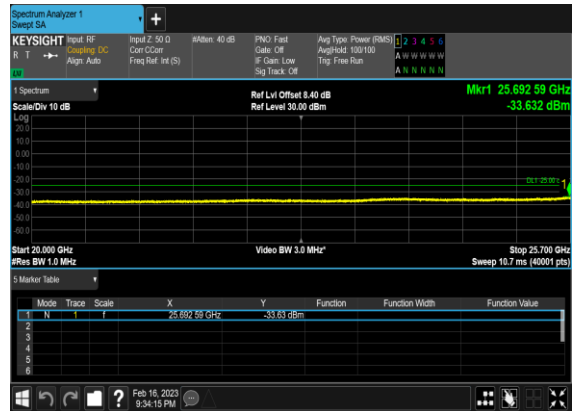 Spectrum Analyzer 1
Swept SA
+
KEYSIGHT
R T
Input: RF
Coupling: DC
Align: Auto
Input Z: 50 Ω
Corr CCorr
Freq Ref: Int (S)
#Atten: 40 dB
PNO: Fast
Gate: Off
IF Gain: Low
Sig Track: Off
Avg Type: Power (RMS)
Avg|Hold: 100/100
Trig: Free Run
1 2 3 4 5 6
A W W W W W
A N N N N N
1 Spectrum
Scale/Div 10 dB
Ref Lvl Offset 8.40 dB
Ref Level 30.00 dBm
Mkr1 25.692 59 GHz
-33.632 dBm
Log
20.0
10.0
0.00
-10.0
-20.0
-30.0
-40.0
-50.0
-60.0
1
Start 20.000 GHz
#Res BW 1.0 MHz
Video BW 3.0 MHz*
Stop 25.700 GHz
Sweep 10.7 ms (40001 pts)
5 Marker Table
Mode Trace Scale X Y Function Function Width Function Value
1 N 1 f 25.692 59 GHz -33.63 dBm
2
3
4
5
6
?
Feb 16, 2023
9:34:15 PM